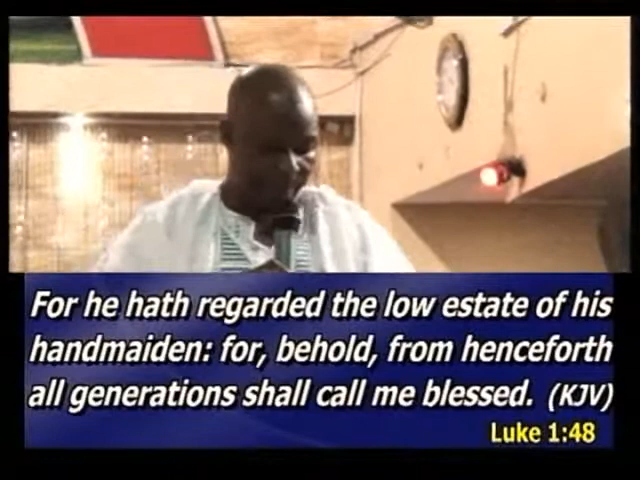 For he hath regarded the low estate of his
handmaiden: for, behold, from henceforth
all generations shall call me blessed. (KJV)
Luke 1:48